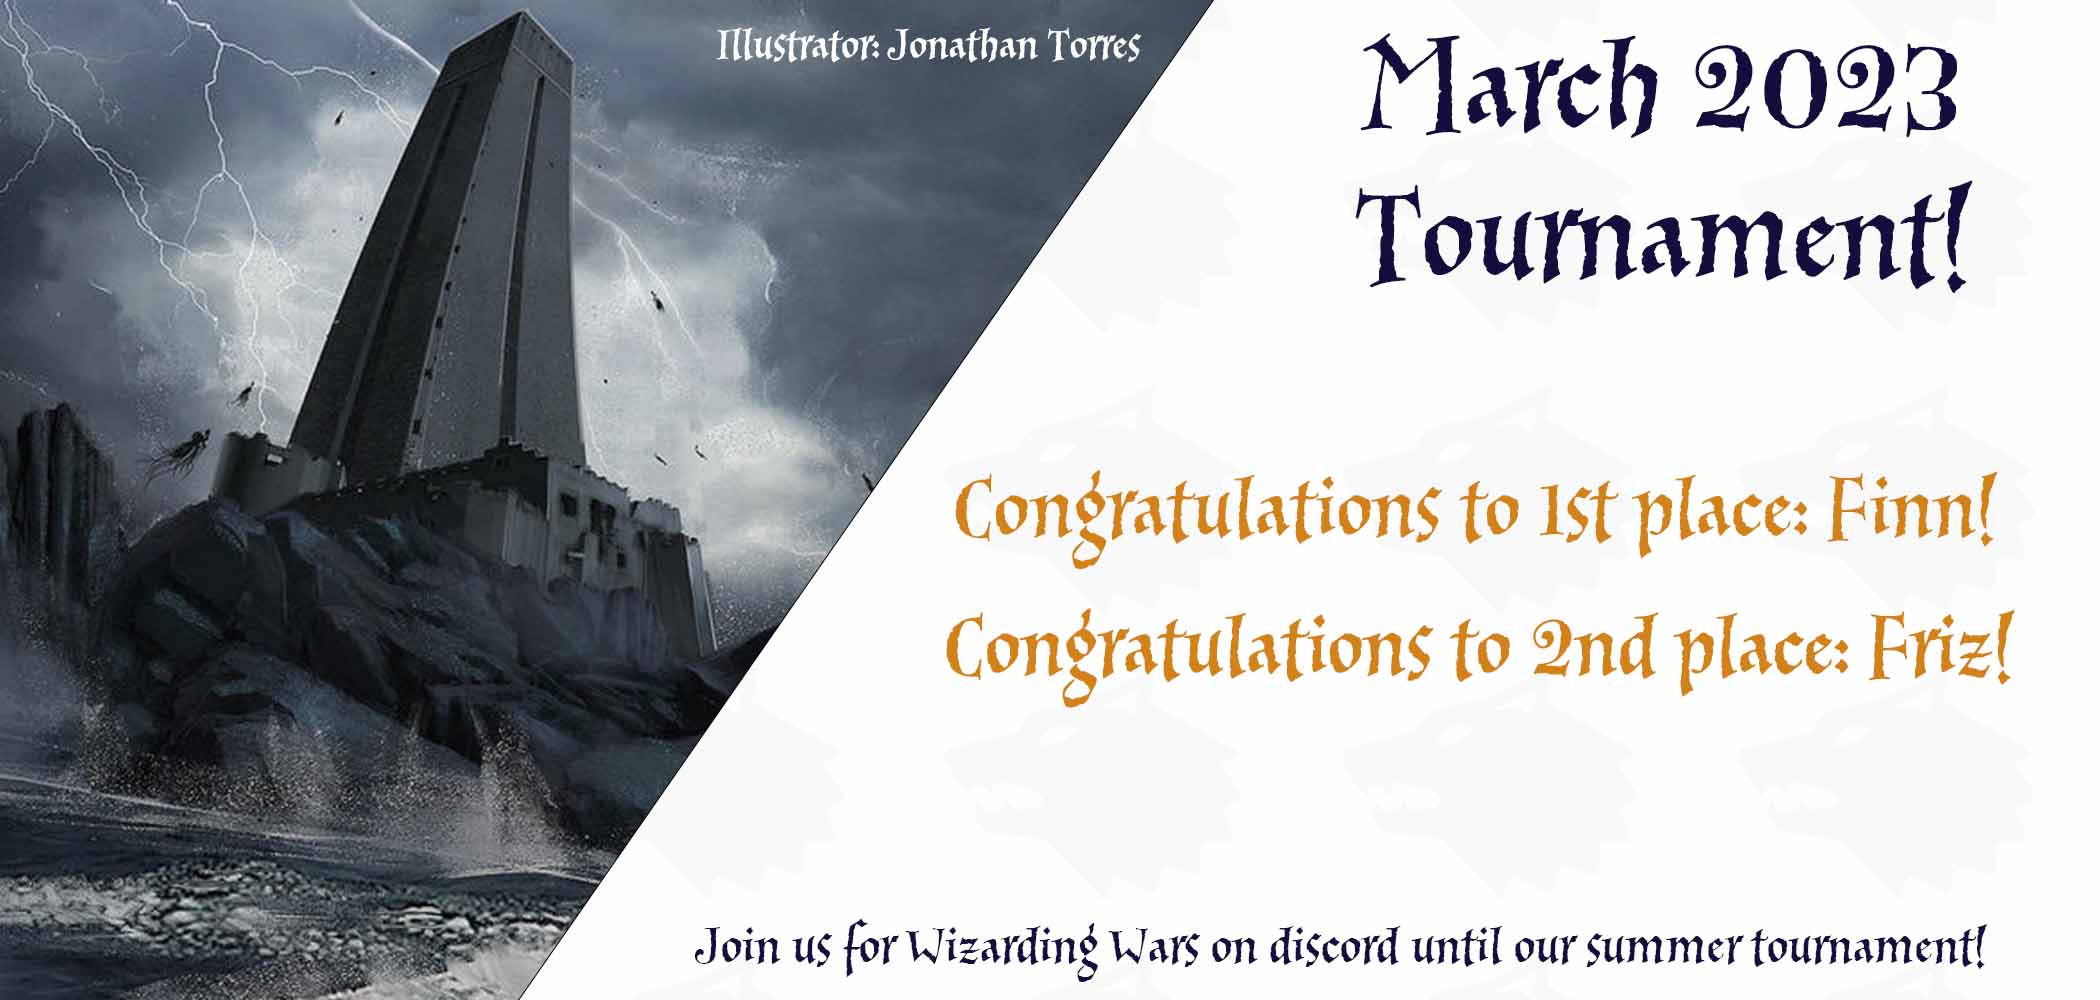 Illustrator: Jonathan Torres
March 2023
Tournament!
Congratulations to 1st place: Finn!
Congratulations to 2nd place: Friz!
Join us for Wizarding Wars on discord until our summer tournament!